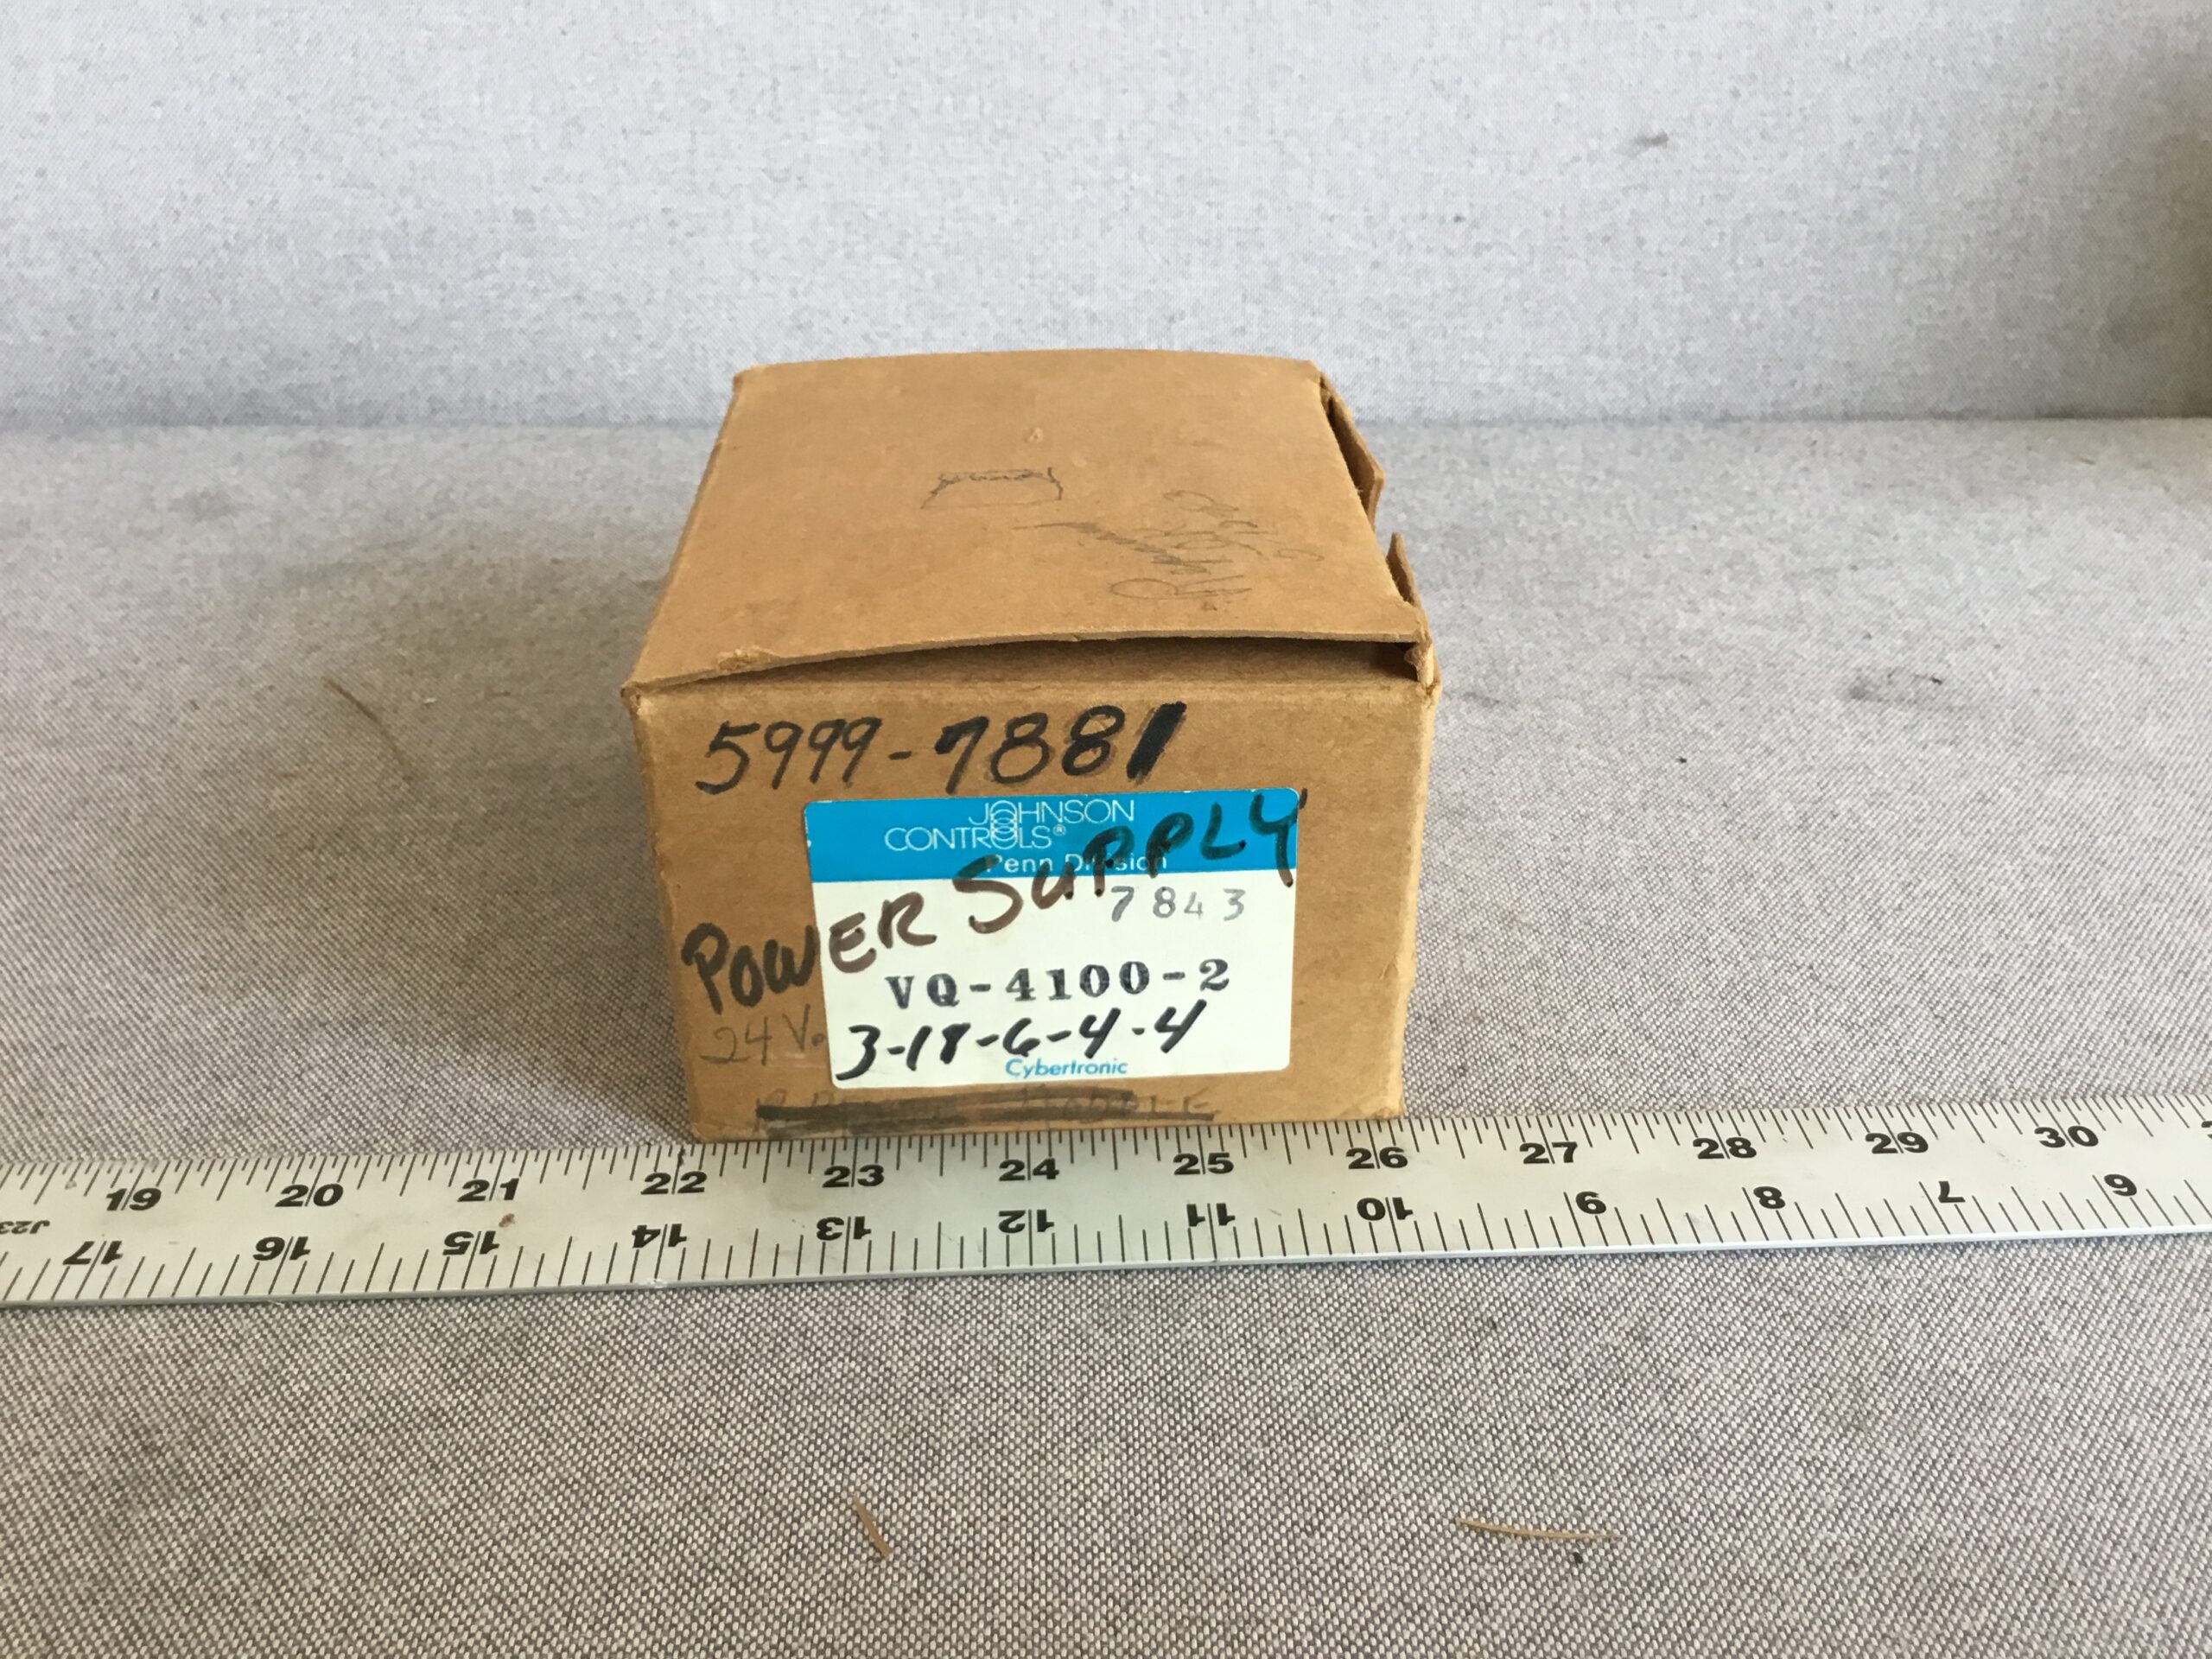 5999-7881
JOHNSON
CONTROLS®
Penn Division
POWER SUPPLY
7843
VQ-4100-2
24 V.
3-18-6-4-4
Cybertronic
19 20 21 22 23 24 25 26 27 28 29 30
17 16 15 14 13 12 11 10 9 8 7 6